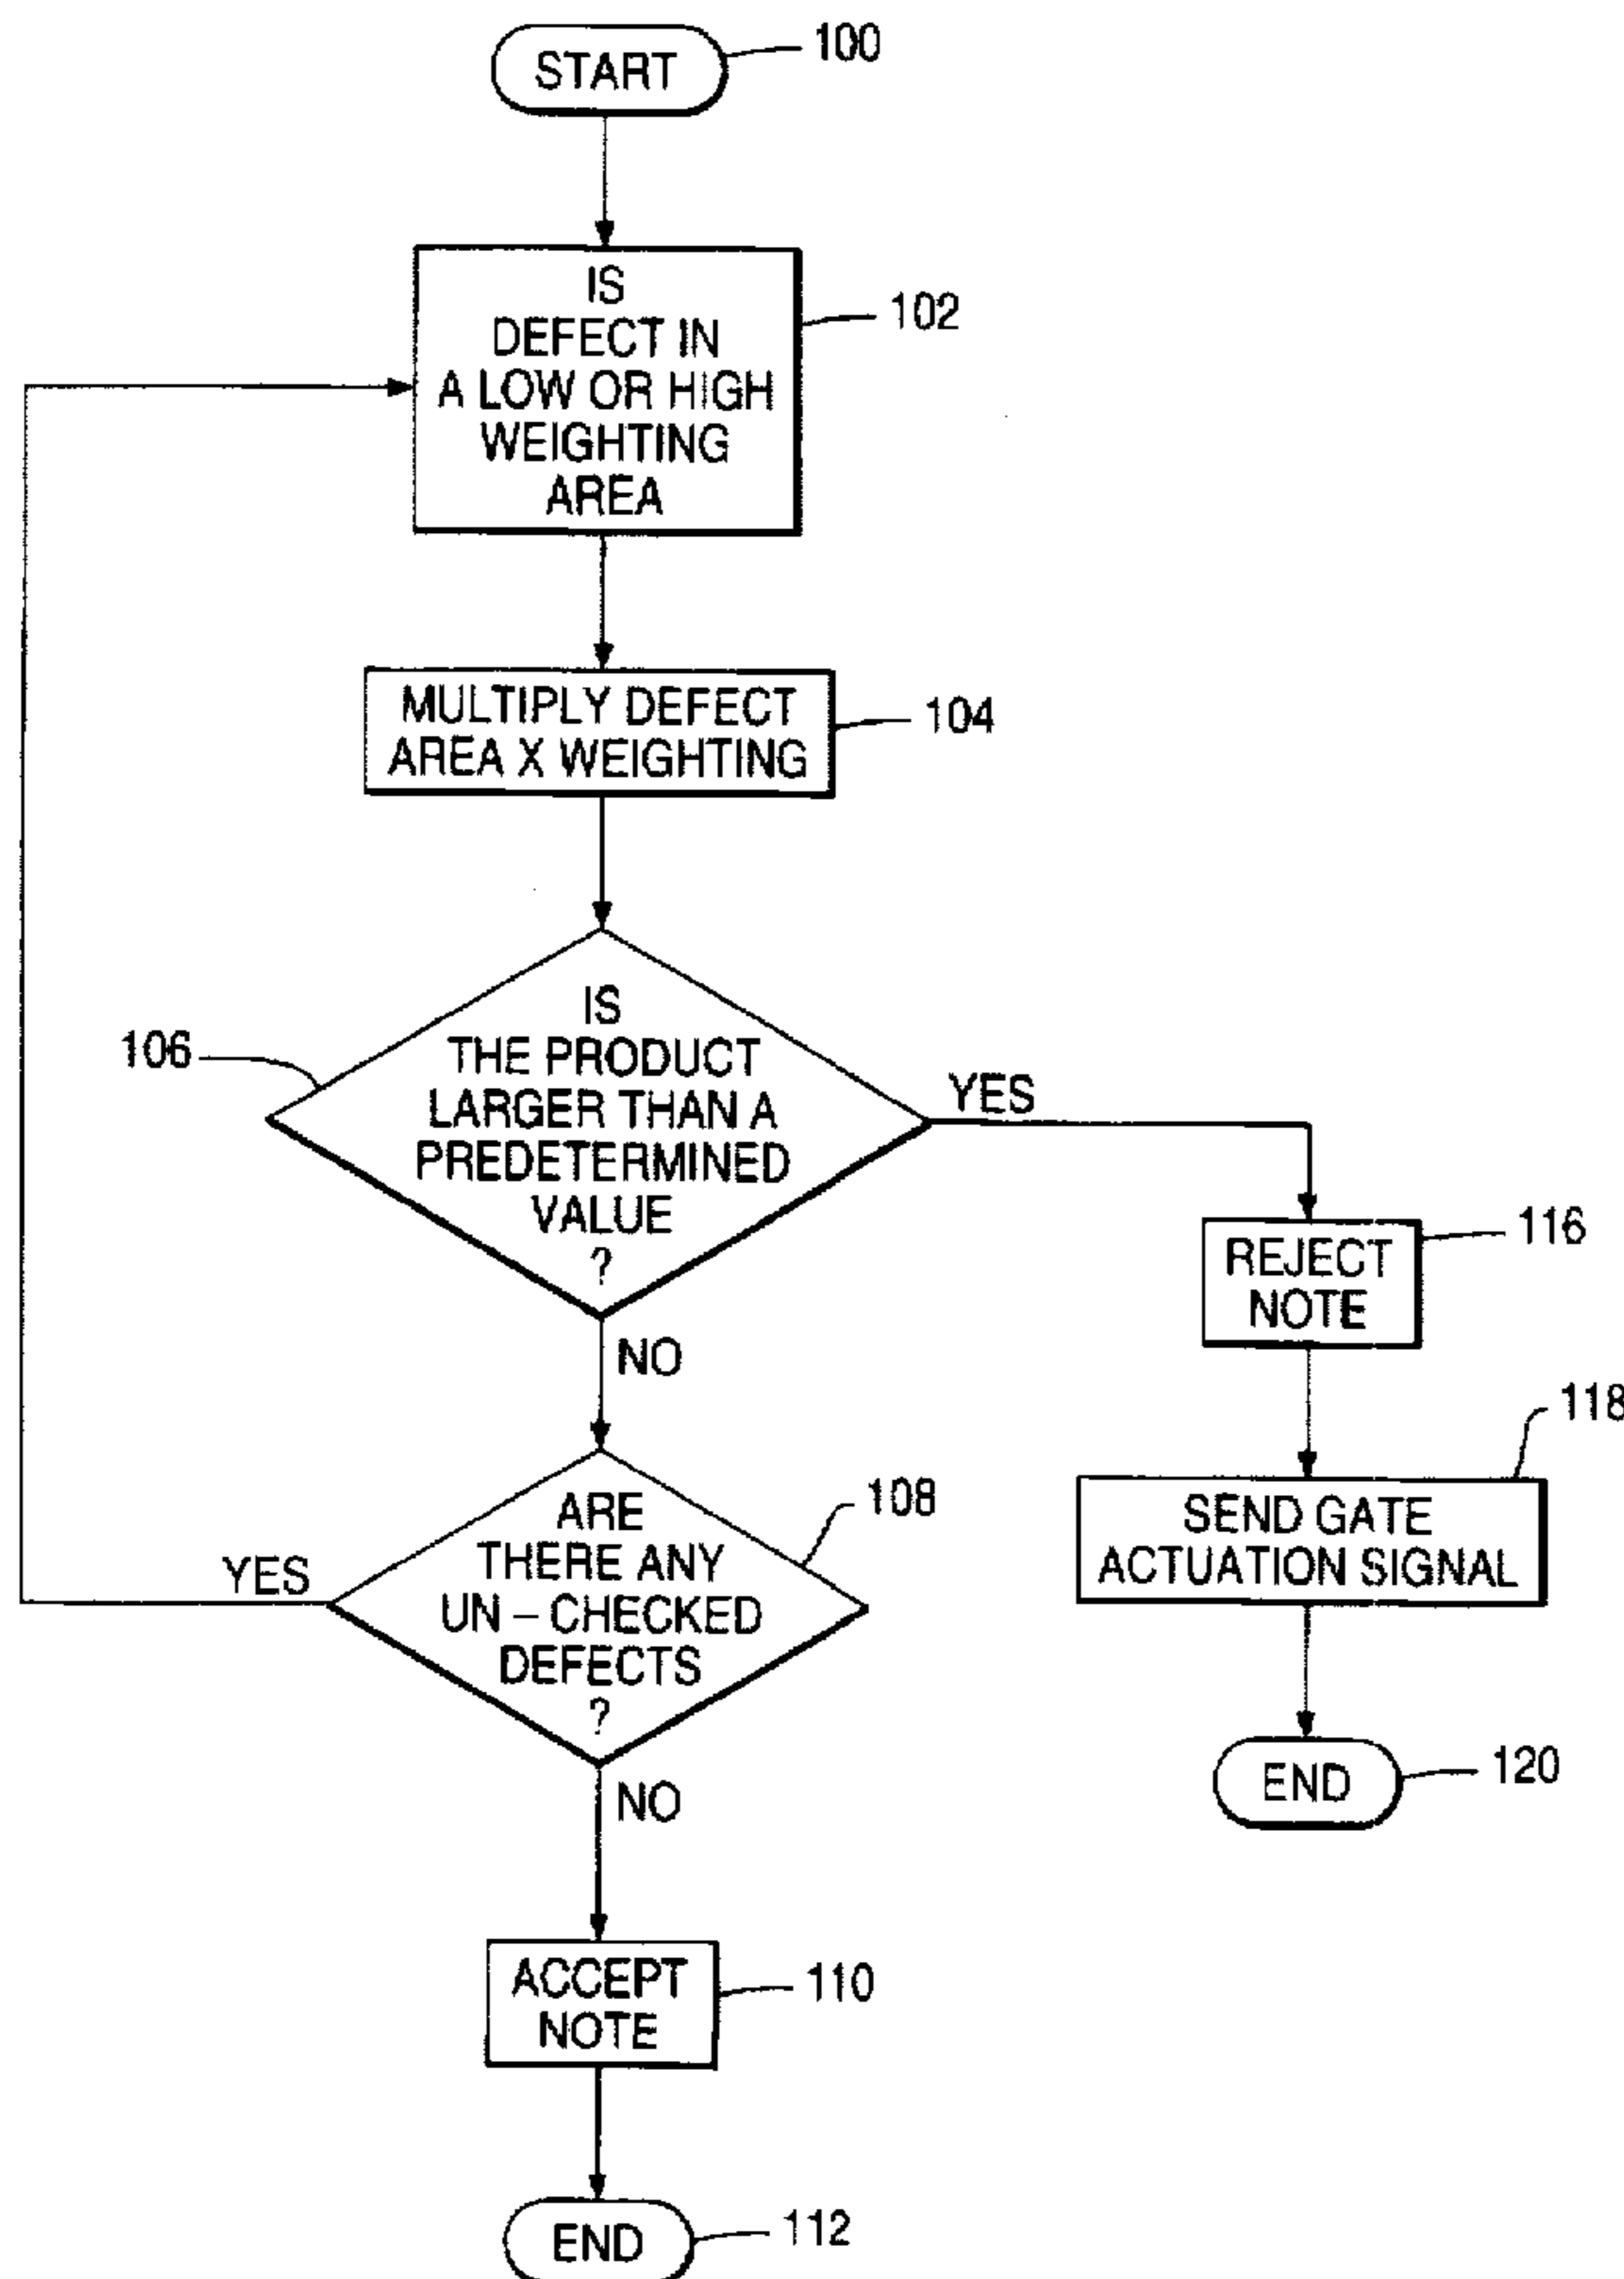 START
100
IS
DEFECT IN
A LOW OR HIGH
WEIGHTING
AREA
102
MULTIPLY DEFECT
AREA X WEIGHTING
104
106
IS
THE PRODUCT
LARGER THAN A
PREDETERMINED
VALUE
?
YES
NO
REJECT
NOTE
116
118
SEND GATE
ACTUATION SIGNAL
ARE
THERE ANY
UN – CHECKED
DEFECTS
?
108
YES
NO
END
120
ACCEPT
NOTE
110
END
112